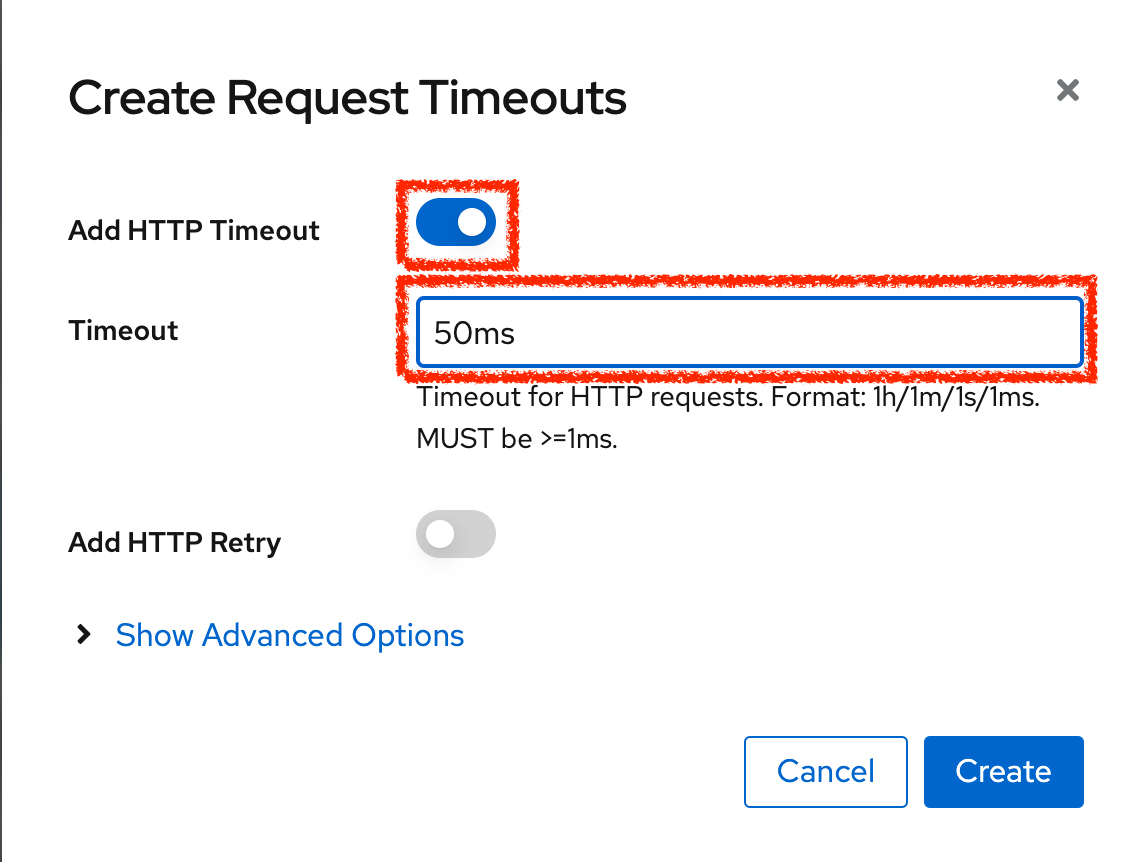 Create Request Timeouts
Add HTTP Timeout
Timeout
50ms
Timeout for HTTP requests. Format: 1h/1m/1s/1ms.
MUST be >=1ms.
Add HTTP Retry
Show Advanced Options
Cancel
Create